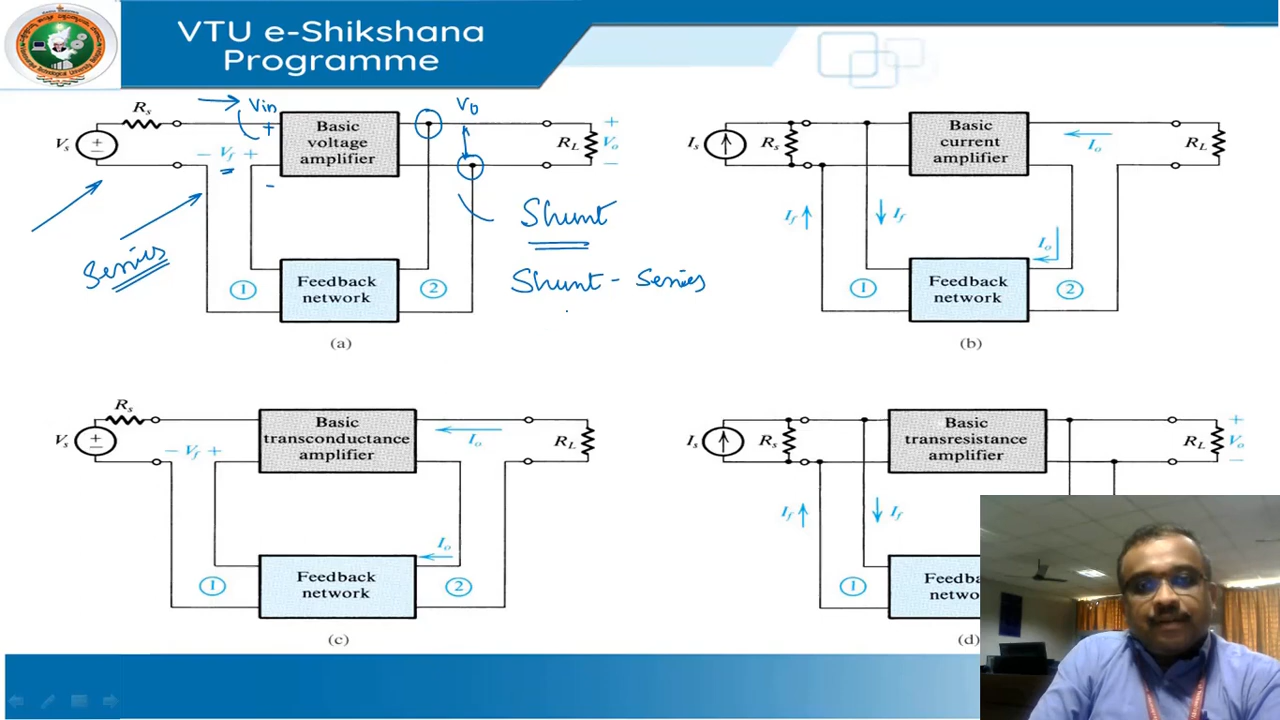 VTU e-Shikshana
Programme
Rs
Vin
+
Vs
+
−
− Vf +
-
Basic
voltage
amplifier
Vo
RL
+
Vo
−
Series
Shunt
Shunt - Series
1
Feedback
network
2
(a)
Is
Rs
Basic
current
amplifier
Io
RL
If
If
Io
1
Feedback
network
2
(b)
Rs
Vs
+
−
− Vf +
Basic
transconductance
amplifier
Io
RL
Io
1
Feedback
network
2
(c)
Is
Rs
Basic
transresistance
amplifier
RL
+
Vo
−
If
If
1
Feedba
netwo
(d)